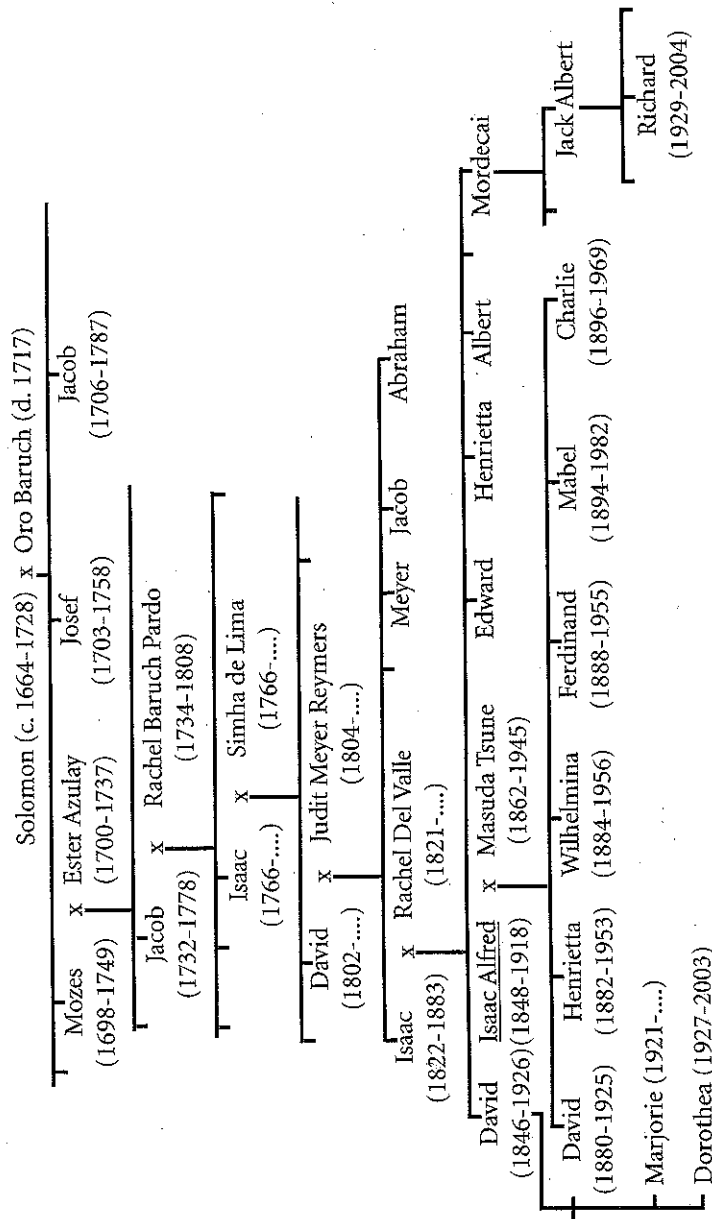 Solomon (c. 1664-1728) x Oro Baruch (d. 1717)
Mozes x Ester Azulay Josef Jacob
(1698-1749) (1700-1737) (1703-1758) (1706-1787)
Jacob x Rachel Baruch Pardo
(1732-1778) (1734-1808)
Isaac x Simha de Lima
(1766-....) (1766-....)
David x Judit Meyer Reymers
(1802-....) (1804-....)
Isaac x Rachel Del Valle Meyer Jacob Abraham
(1822-1883) (1821-....)
David Isaac Alfred x Masuda Tsune Edward Henrietta Albert Mordecai
(1846-1926) (1848-1918) (1862-1945)
David Henrietta Wilhelmina Ferdinand Mabel Charlie Jack Albert
(1880-1925) (1882-1953) (1884-1956) (1888-1955) (1894-1982) (1896-1969)
Richard
(1929-2004)
Marjorie (1921-....)
Dorothea (1927-2003)